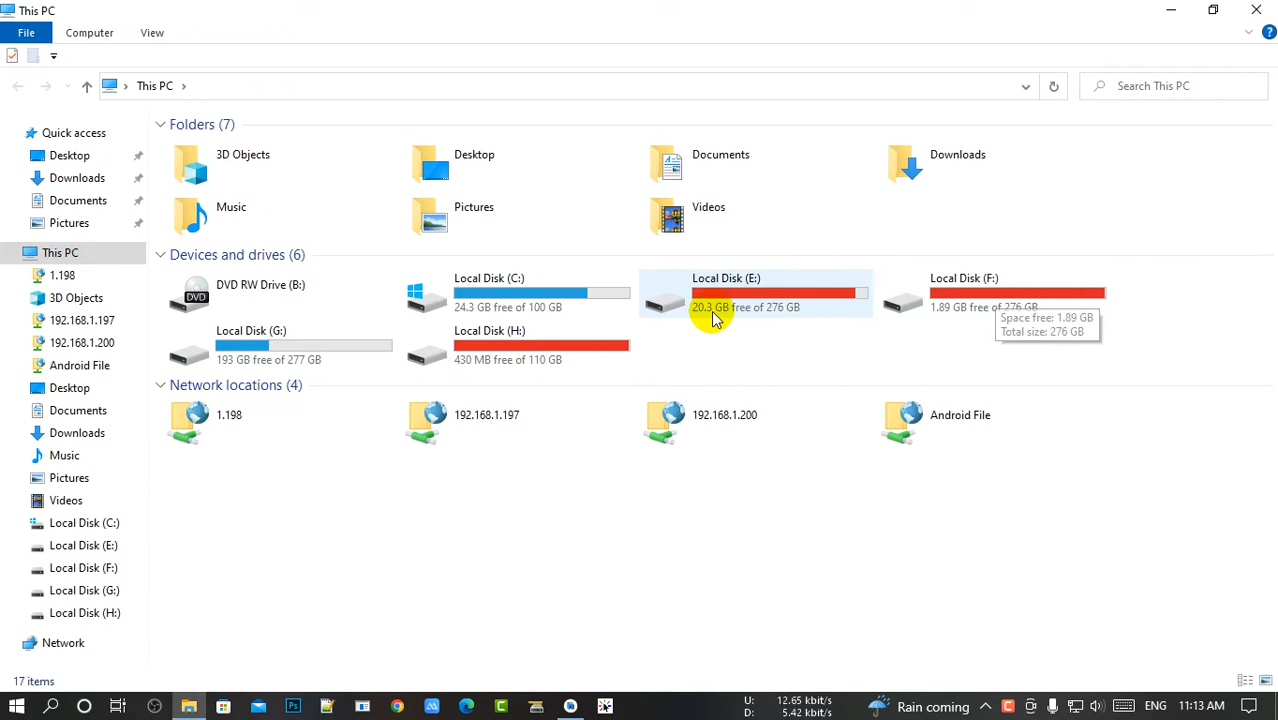 This PC
File
Computer
View
This PC
Search This PC
Quick access
Desktop
Downloads
Documents
Pictures
This PC
1.198
3D Objects
192.168.1.197
192.168.1.200
Android File
Desktop
Documents
Downloads
Music
Pictures
Videos
Local Disk (C:)
Local Disk (E:)
Local Disk (F:)
Local Disk (G:)
Local Disk (H:)
Network
Folders (7)
3D Objects
Desktop
Documents
Downloads
Music
Pictures
Videos
Devices and drives (6)
DVD RW Drive (B:)
DVD
Local Disk (C:)
24.3 GB free of 100 GB
Local Disk (E:)
20.3 GB free of 276 GB
Local Disk (F:)
1.89 GB free of 276 GB
Space free: 1.89 GB
Total size: 276 GB
Local Disk (G:)
193 GB free of 277 GB
Local Disk (H:)
430 MB free of 110 GB
Network locations (4)
1.198
192.168.1.197
192.168.1.200
Android File
17 items
Ps
U: 12.65 kbit/s
D: 5.42 kbit/s
Rain coming
ENG
11:13 AM